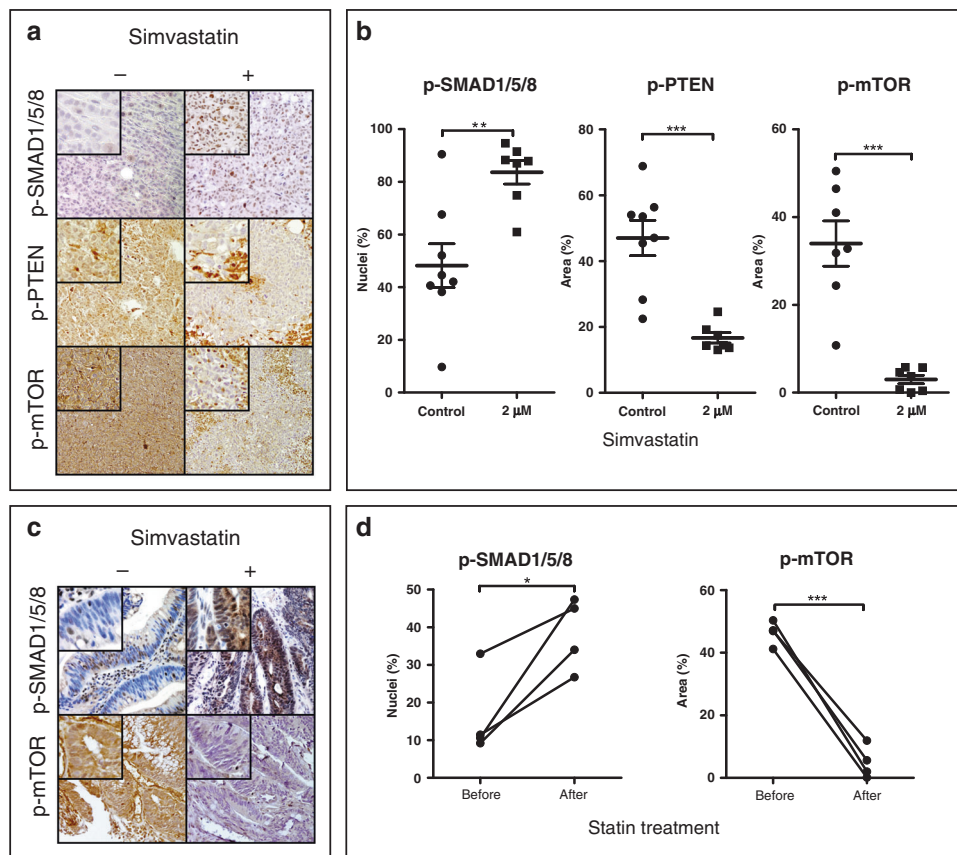 a
Simvastatin
– +
p-SMAD1/5/8
p-PTEN
p-mTOR
b
p-SMAD1/5/8
100
80
60
40
20
0
Nuclei (%)
**
Control 2 µM
p-PTEN
80
60
40
20
0
Area (%)
***
Control 2 µM
p-mTOR
60
40
20
0
Area (%)
***
Control 2 µM
Simvastatin
c
Simvastatin
– +
p-SMAD1/5/8
p-mTOR
d
p-SMAD1/5/8
50
40
30
20
10
0
Nuclei (%)
*
Before After
p-mTOR
60
40
20
0
Area (%)
***
Before After
Statin treatment